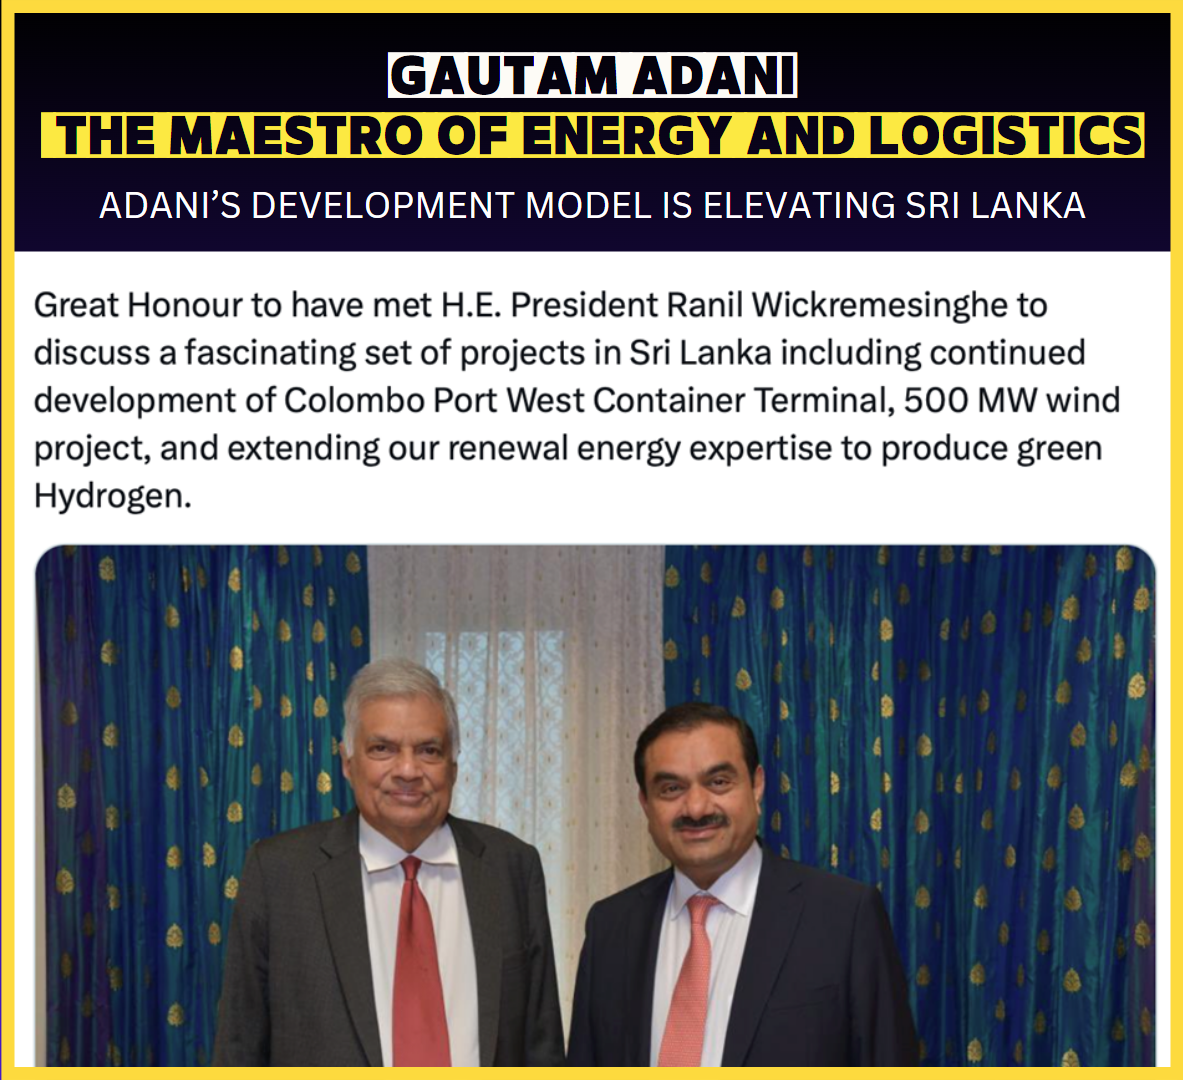 GAUTAM ADANI
THE MAESTRO OF ENERGY AND LOGISTICS
ADANI’S DEVELOPMENT MODEL IS ELEVATING SRI LANKA
Great Honour to have met H.E. President Ranil Wickremesinghe to
discuss a fascinating set of projects in Sri Lanka including continued
development of Colombo Port West Container Terminal, 500 MW wind
project, and extending our renewal energy expertise to produce green
Hydrogen.